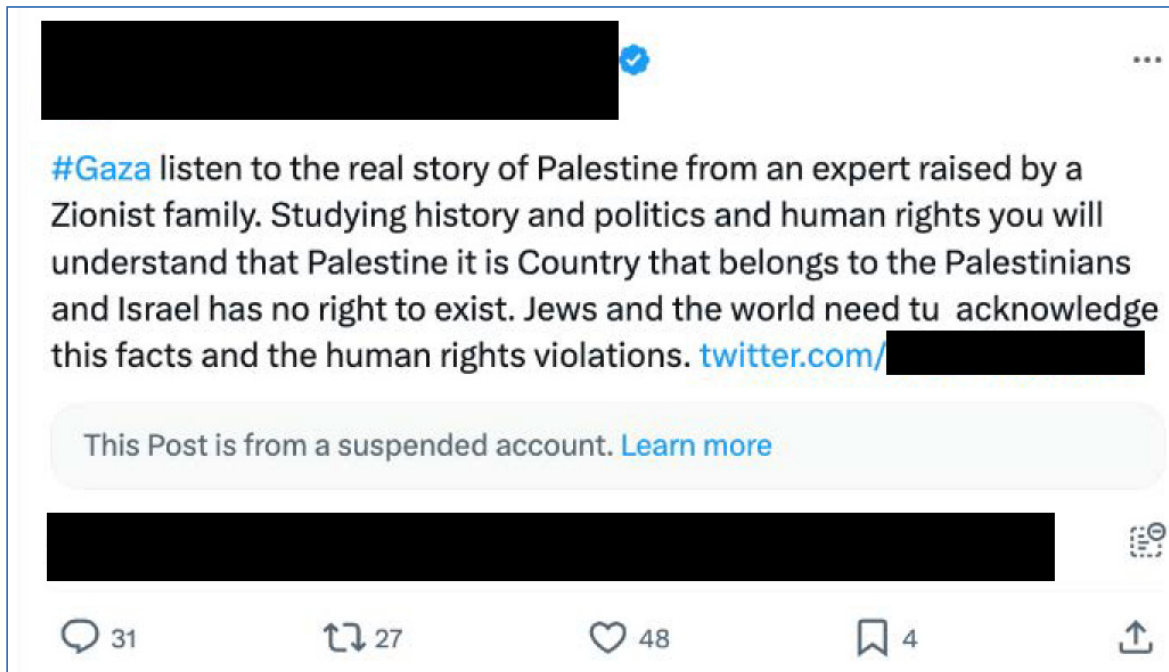 #Gaza listen to the real story of Palestine from an expert raised by a
Zionist family. Studying history and politics and human rights you will
understand that Palestine it is Country that belongs to the Palestinians
and Israel has no right to exist. Jews and the world need tu  acknowledge
this facts and the human rights violations. twitter.com/
This Post is from a suspended account. Learn more
31 27 48 4